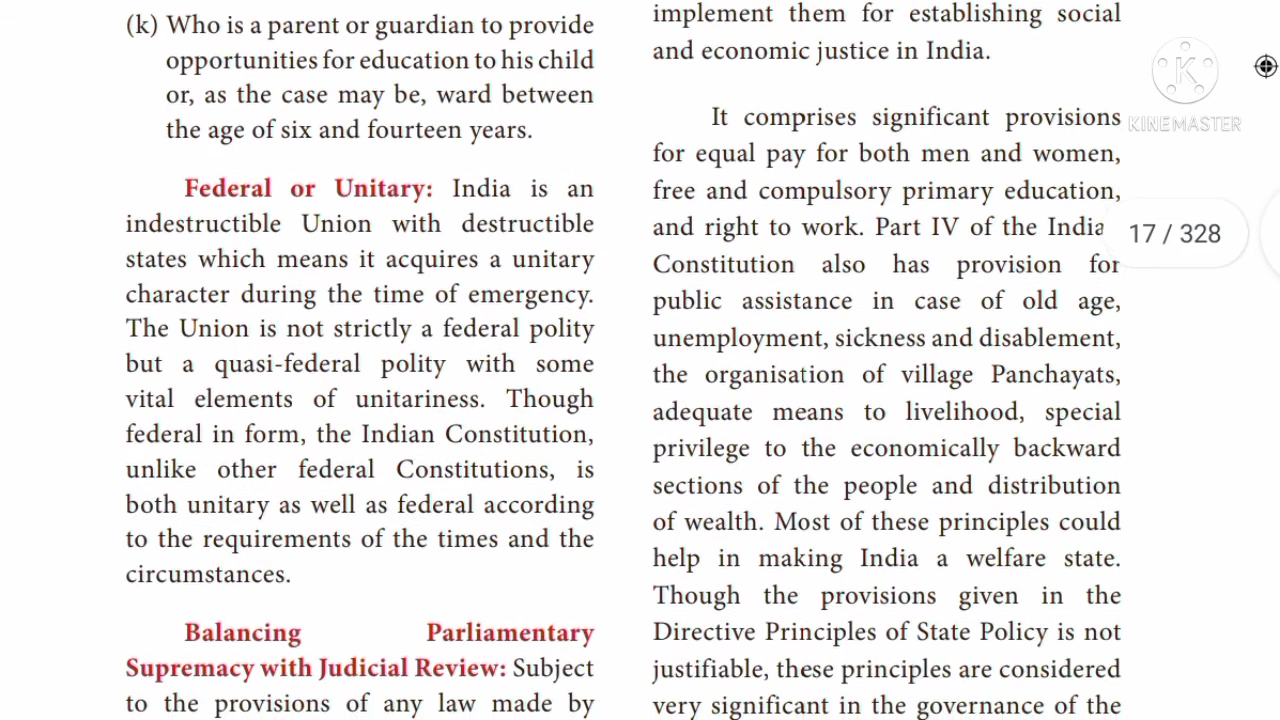 (k) Who is a parent or guardian to provide
opportunities for education to his child
or, as the case may be, ward between
the age of six and fourteen years.
Federal or Unitary: India is an
indestructible Union with destructible
states which means it acquires a unitary
character during the time of emergency.
The Union is not strictly a federal polity
but a quasi-federal polity with some
vital elements of unitariness. Though
federal in form, the Indian Constitution,
unlike other federal Constitutions, is
both unitary as well as federal according
to the requirements of the times and the
circumstances.
Balancing Parliamentary
Supremacy with Judicial Review: Subject
to the provisions of any law made by
implement them for establishing social
and economic justice in India.
It comprises significant provisions
for equal pay for both men and women,
free and compulsory primary education,
and right to work. Part IV of the India
Constitution also has provision for
public assistance in case of old age,
unemployment, sickness and disablement,
the organisation of village Panchayats,
adequate means to livelihood, special
privilege to the economically backward
sections of the people and distribution
of wealth. Most of these principles could
help in making India a welfare state.
Though the provisions given in the
Directive Principles of State Policy is not
justifiable, these principles are considered
very significant in the governance of the
K
KINEMASTER
17 / 328